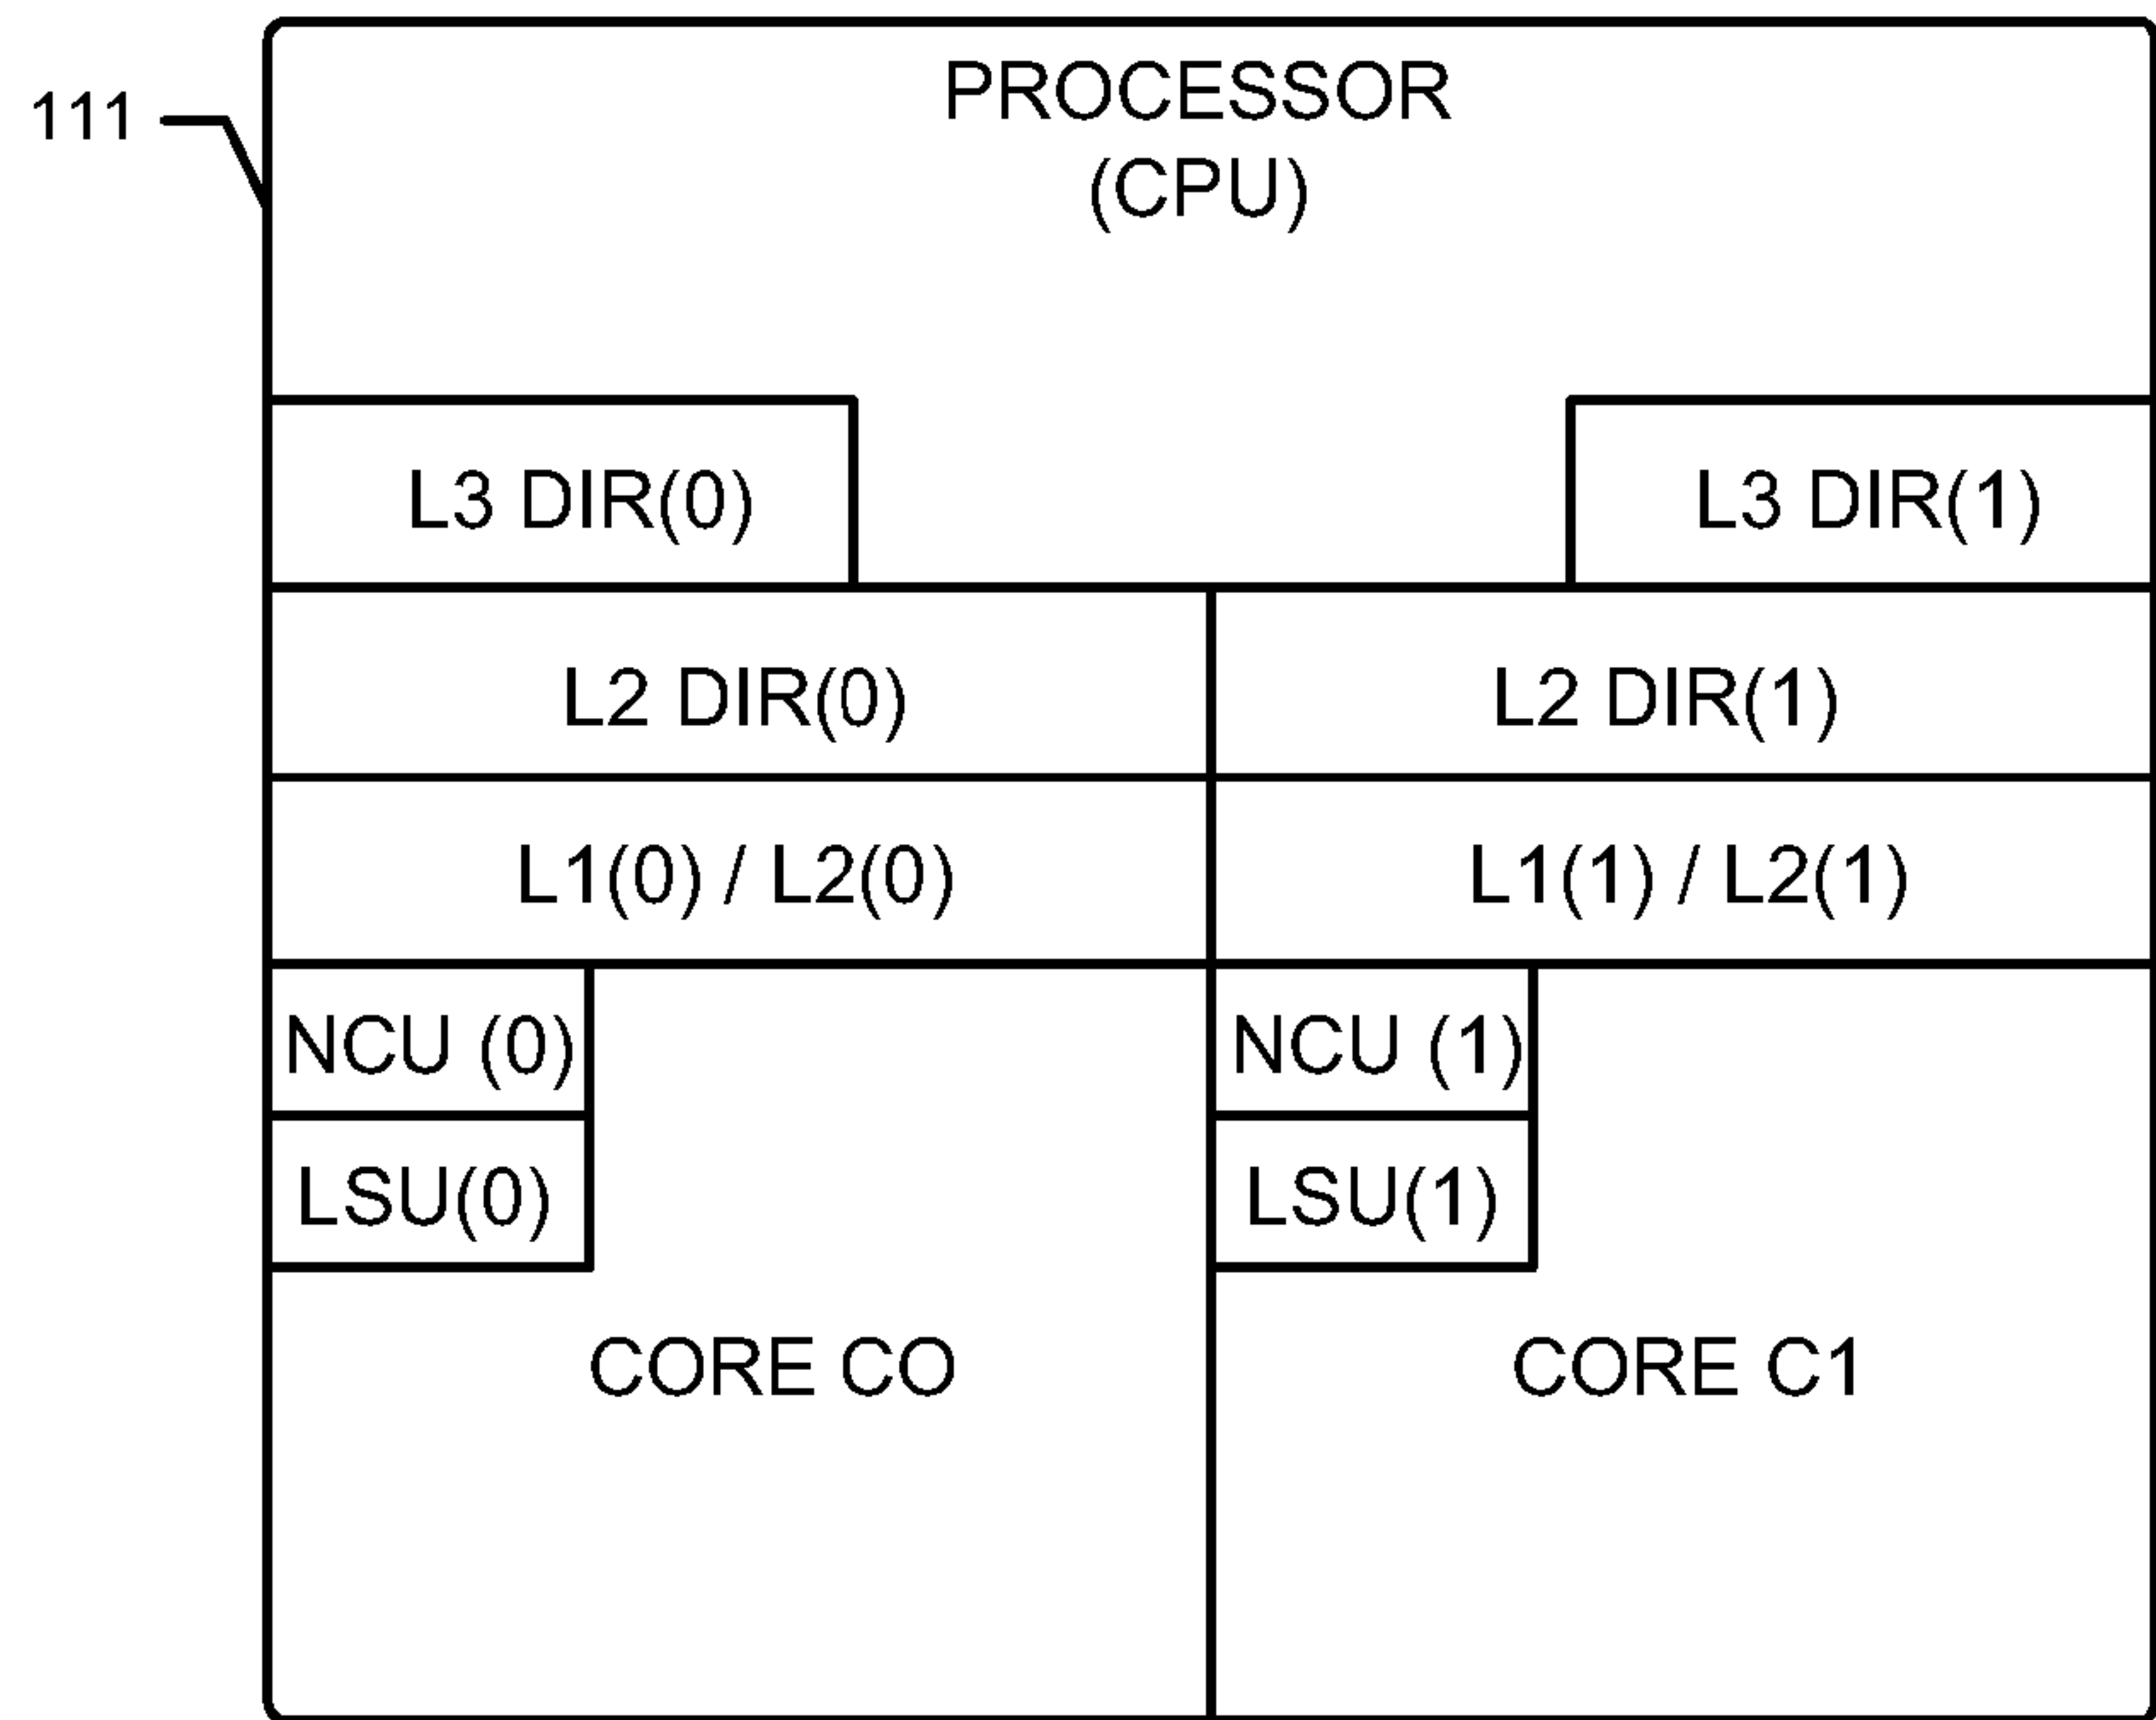 PROCESSOR
(CPU)
111
L3 DIR(0)
L3 DIR(1)
L2 DIR(0)
L2 DIR(1)
L1(0) / L2(0)
L1(1) / L2(1)
NCU (0)
NCU (1)
LSU(0)
LSU(1)
CORE CO
CORE C1